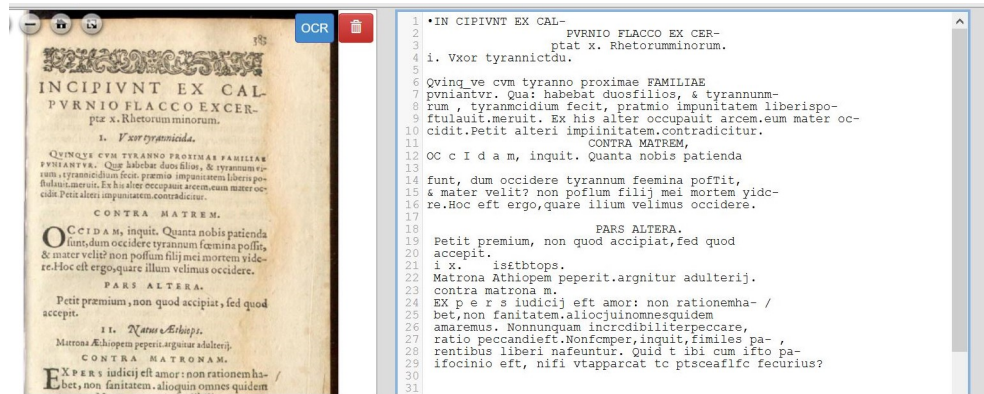 OCR
383
INCIPIVNT EX CAL-
PVRNIO FLACCO EXCER-
ptæ x. Rhetorum minorum.
I. Vxor tyrannicida.
QVINQVE CVM TYRANNO PROXIMAE FAMILIAE
PVNIANTVR. Quæ habebat duos filios, & tyrannum vi-
rum, tyrannicidium fecit. præmio impunitatem liberis po-
ſtulauit. meruit. Ex his alter occupauit arcem. eum mater oc-
cidit. Petit alteri impunitatem. contradicitur.
CONTRA MATREM.
OCCIDAM, inquit. Quanta nobis patienda
ſunt, dum occidere tyrannum fœmina poſſit,
& mater velit? non poſſum filij mei mortem vide-
re. Hoc eſt ergo, quare illum velimus occidere.
PARS ALTERA.
Petit præmium, non quod accipiat, ſed quod
accepit.
II. Natus Æthiops.
Matrona Æthiopem peperit. arguitur adulterij.
CONTRA MATRONAM.
EXPERS iudicij eſt amor: non rationem ha-
bet, non ſanitatem. alioquin omnes quidem
1 •IN CIPIVNT EX CAL-
2 PVRNIO FLACCO EX CER-
3 ptat x. Rhetorumminorum.
4 i. Vxor tyrannictdu.
5
6 Qvinq_ve cvm tyranno proximae FAMILIAE
7 pvniantvr. Qua: habebat duosfilios, & tyrannunm-
8 rum , tyranmcidium fecit, pratmio impunitatem liberispo-
9 ftulauit.meruit. Ex his alter occupauit arcem.eum mater oc-
10 cidit.Petit alteri impiinitatem.contradicitur.
11 CONTRA MATREM,
12 OC c I d a m, inquit. Quanta nobis patienda
13
14 funt, dum occidere tyrannum feemina pofTit,
15 & mater velit? non poflum filij mei mortem yidc-
16 re.Hoc eft ergo,quare ilium velimus occidere.
17
18 PARS ALTERA.
19 Petit premium, non quod accipiat,fed quod
20 accepit.
21 i x. is£tbtops.
22 Matrona Athiopem peperit.argnitur adulterij.
23 contra matrona m.
24 EX p e r s iudicij eft amor: non rationemha- /
25 bet,non fanitatem.aliocjuinomnesquidem
26 amaremus. Nonnunquam incrcdibiliterpeccare,
27 ratio peccandieft.Nonfcmper,inquit,fimiles pa- ,
28 rentibus liberi nafeuntur. Quid t ibi cum ifto pa-
29 ifocinio eft, nifi vtapparcat tc ptsceaflfc fecurius?
30
31